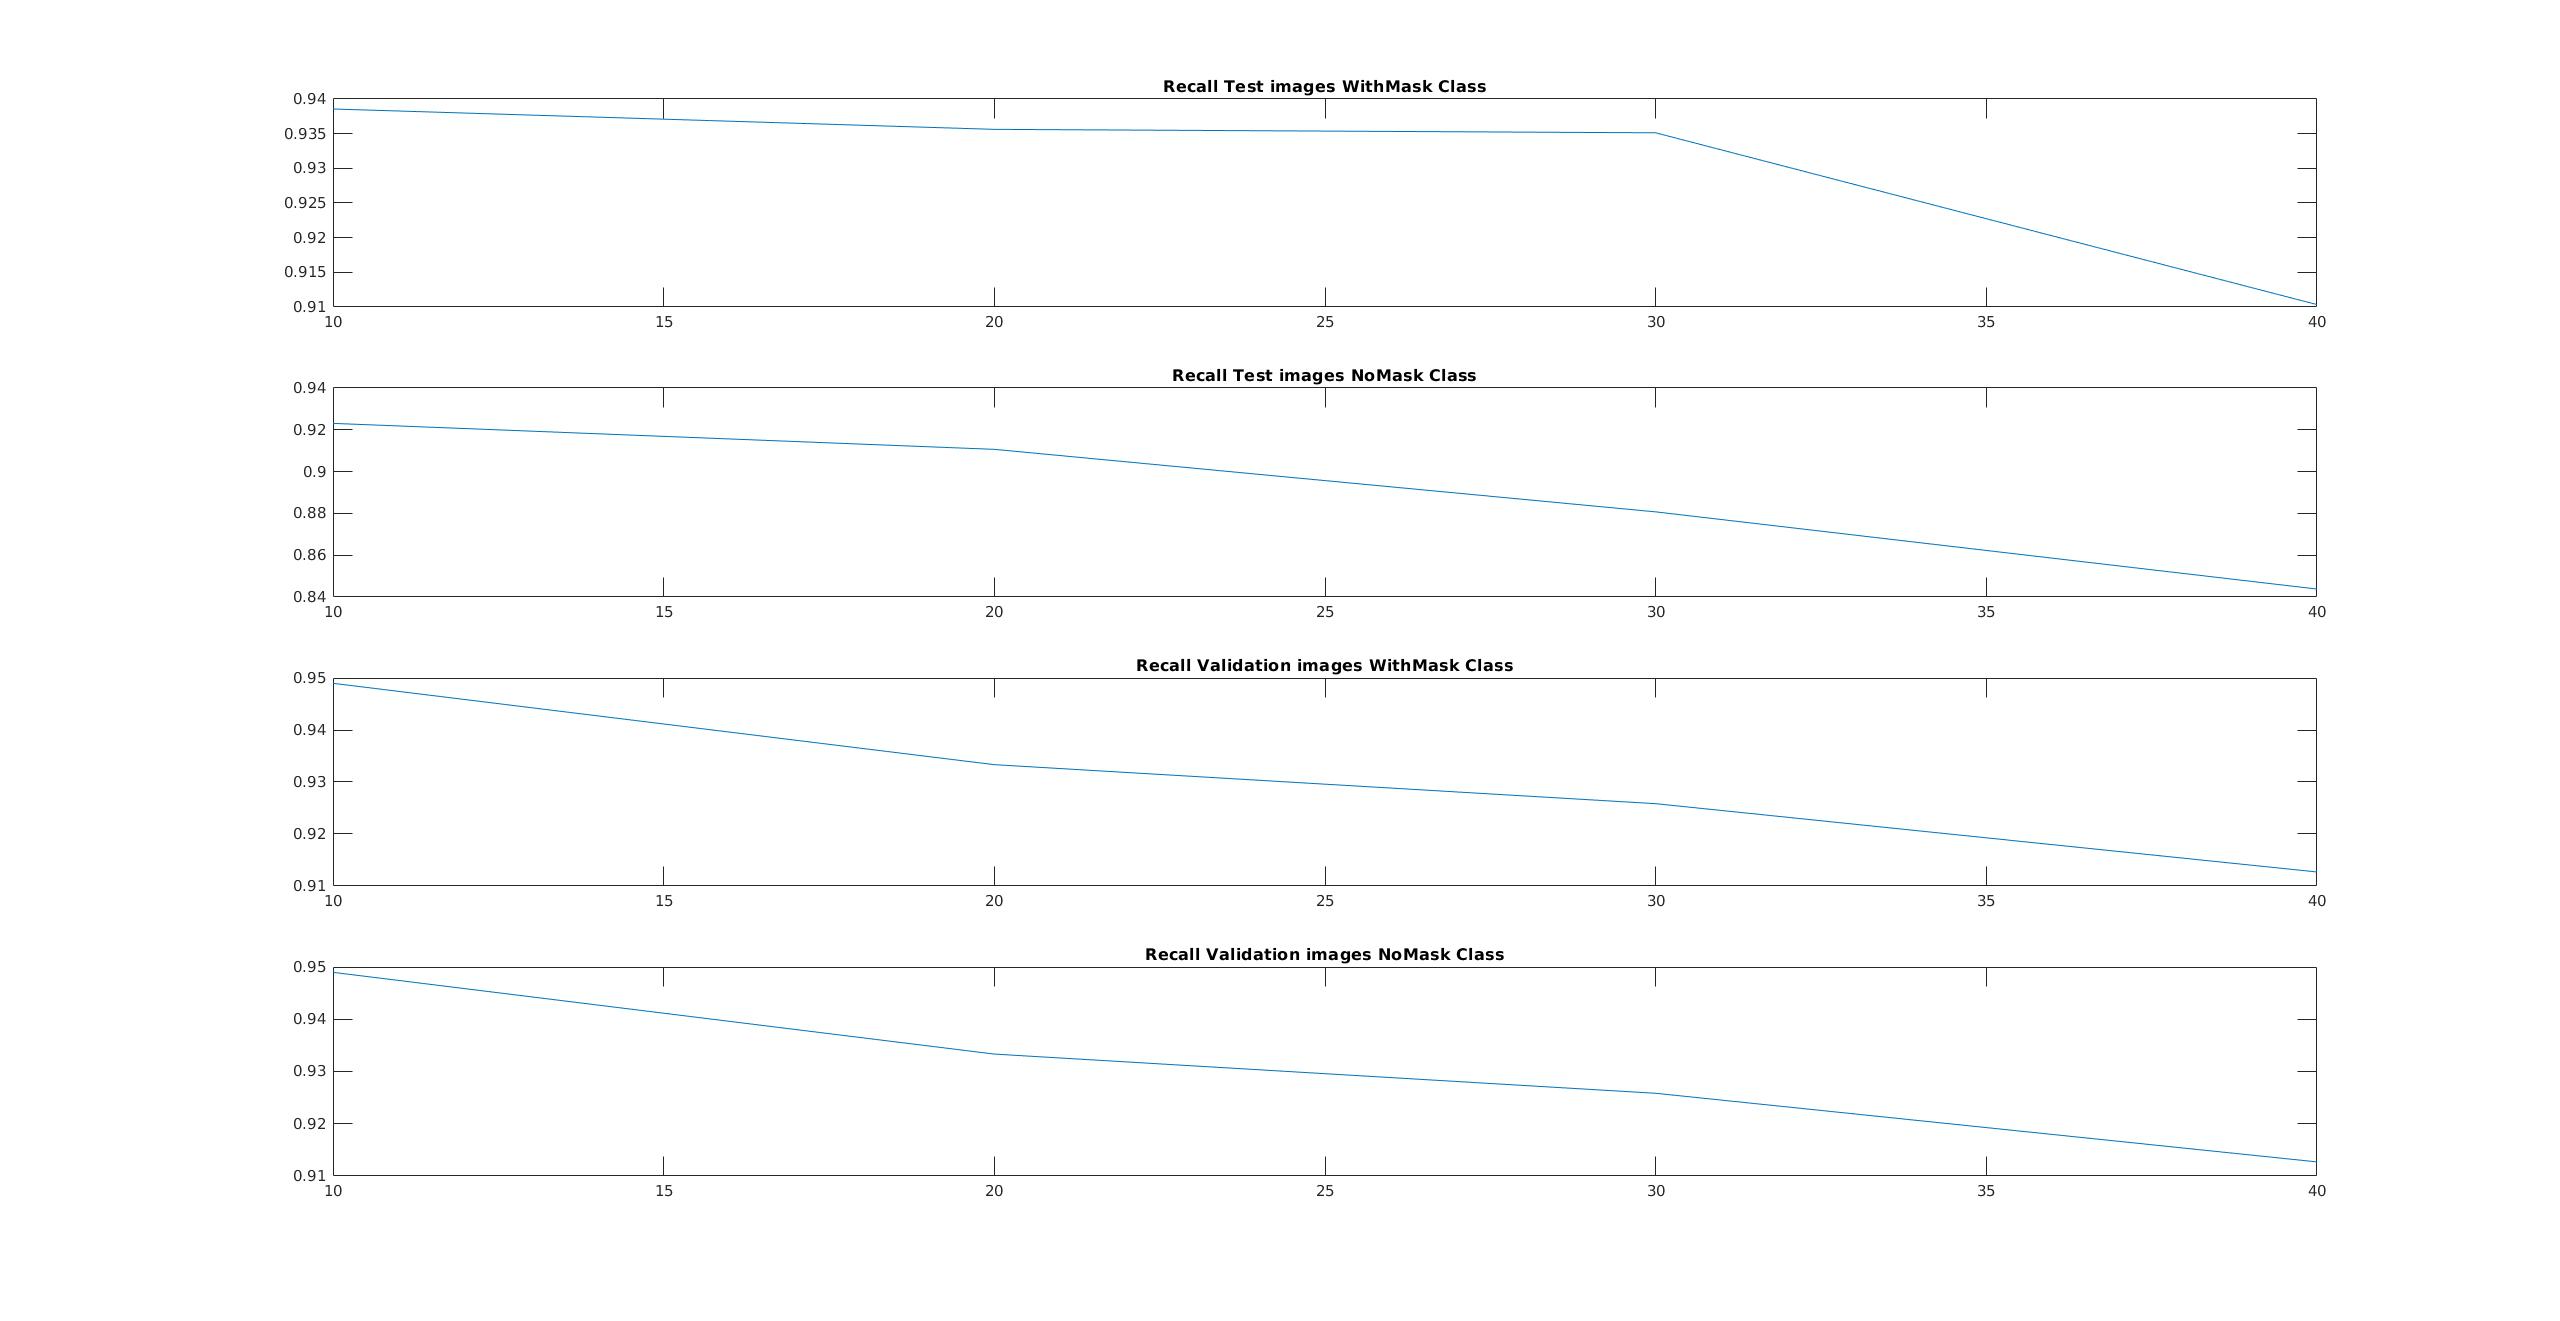 Recall Test images WithMask Class
0.94
0.935
0.93
0.925
0.92
0.915
0.91
10 15 20 25 30 35 40
Recall Test images NoMask Class
0.94
0.92
0.9
0.88
0.86
0.84
10 15 20 25 30 35 40
Recall Validation images WithMask Class
0.95
0.94
0.93
0.92
0.91
10 15 20 25 30 35 40
Recall Validation images NoMask Class
0.95
0.94
0.93
0.92
0.91
10 15 20 25 30 35 40